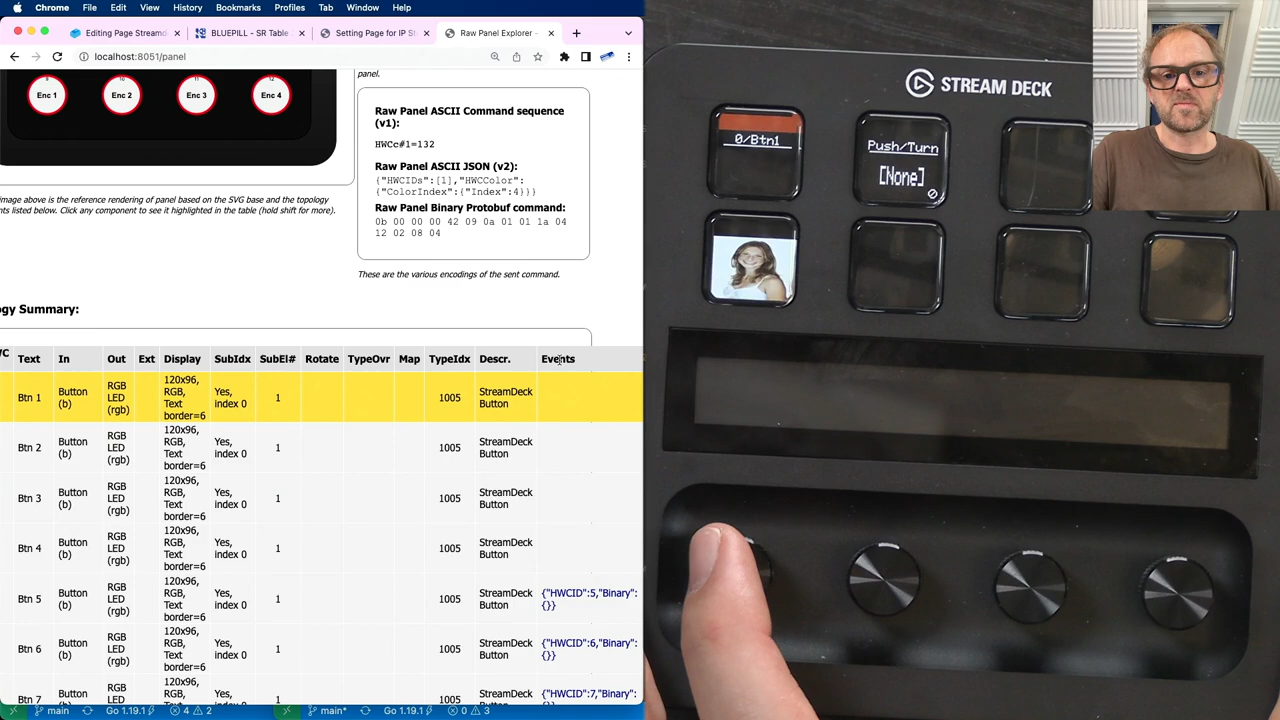 Chrome File Edit View History Bookmarks Profiles Tab Window Help
Editing Page Streamd
BLUEPILL - SR Table
Setting Page for IP St
Raw Panel Explorer -
localhost:8051/panel
panel.
Enc 1
Enc 2
Enc 3
Enc 4
Raw Panel ASCII Command sequence
(v1):
HWCc#1=132
Raw Panel ASCII JSON (v2):
{"HWCIDs":[1],"HWCColor":
{"ColorIndex":{"Index":4}}}
Raw Panel Binary Protobuf command:
0b 00 00 00 42 09 0a 01 01 1a 04
12 02 08 04
image above is the reference rendering of panel based on the SVG base and the topology
nts listed below. Click any component to see it highlighted in the table (hold shift for more).
These are the various encodings of the sent command.
ogy Summary:
VC Text In Out Ext Display SubIdx SubEl# Rotate TypeOvr Map TypeIdx Descr. Events
Btn 1 Button (b) RGB LED (rgb) 120x96, RGB, Text border=6 Yes, index 0 1 1005 StreamDeck Button
Btn 2 Button (b) RGB LED (rgb) 120x96, RGB, Text border=6 Yes, index 0 1 1005 StreamDeck Button
Btn 3 Button (b) RGB LED (rgb) 120x96, RGB, Text border=6 Yes, index 0 1 1005 StreamDeck Button
Btn 4 Button (b) RGB LED (rgb) 120x96, RGB, Text border=6 Yes, index 0 1 1005 StreamDeck Button
Btn 5 Button (b) RGB LED (rgb) 120x96, RGB, Text border=6 Yes, index 0 1 1005 StreamDeck Button {"HWCID":5,"Binary":{}}
Btn 6 Button (b) RGB LED (rgb) 120x96, RGB, Text border=6 Yes, index 0 1 1005 StreamDeck Button {"HWCID":6,"Binary":{}}
Btn 7 Button RGB LED 120x96, RGB, Yes, 1005 StreamDeck {"HWCID":7,"Binary":
main Go 1.19.1 4 2 main* Go 1.19.1 0 3
STREAM DECK
0/Btn1
Push/Turn
[None]